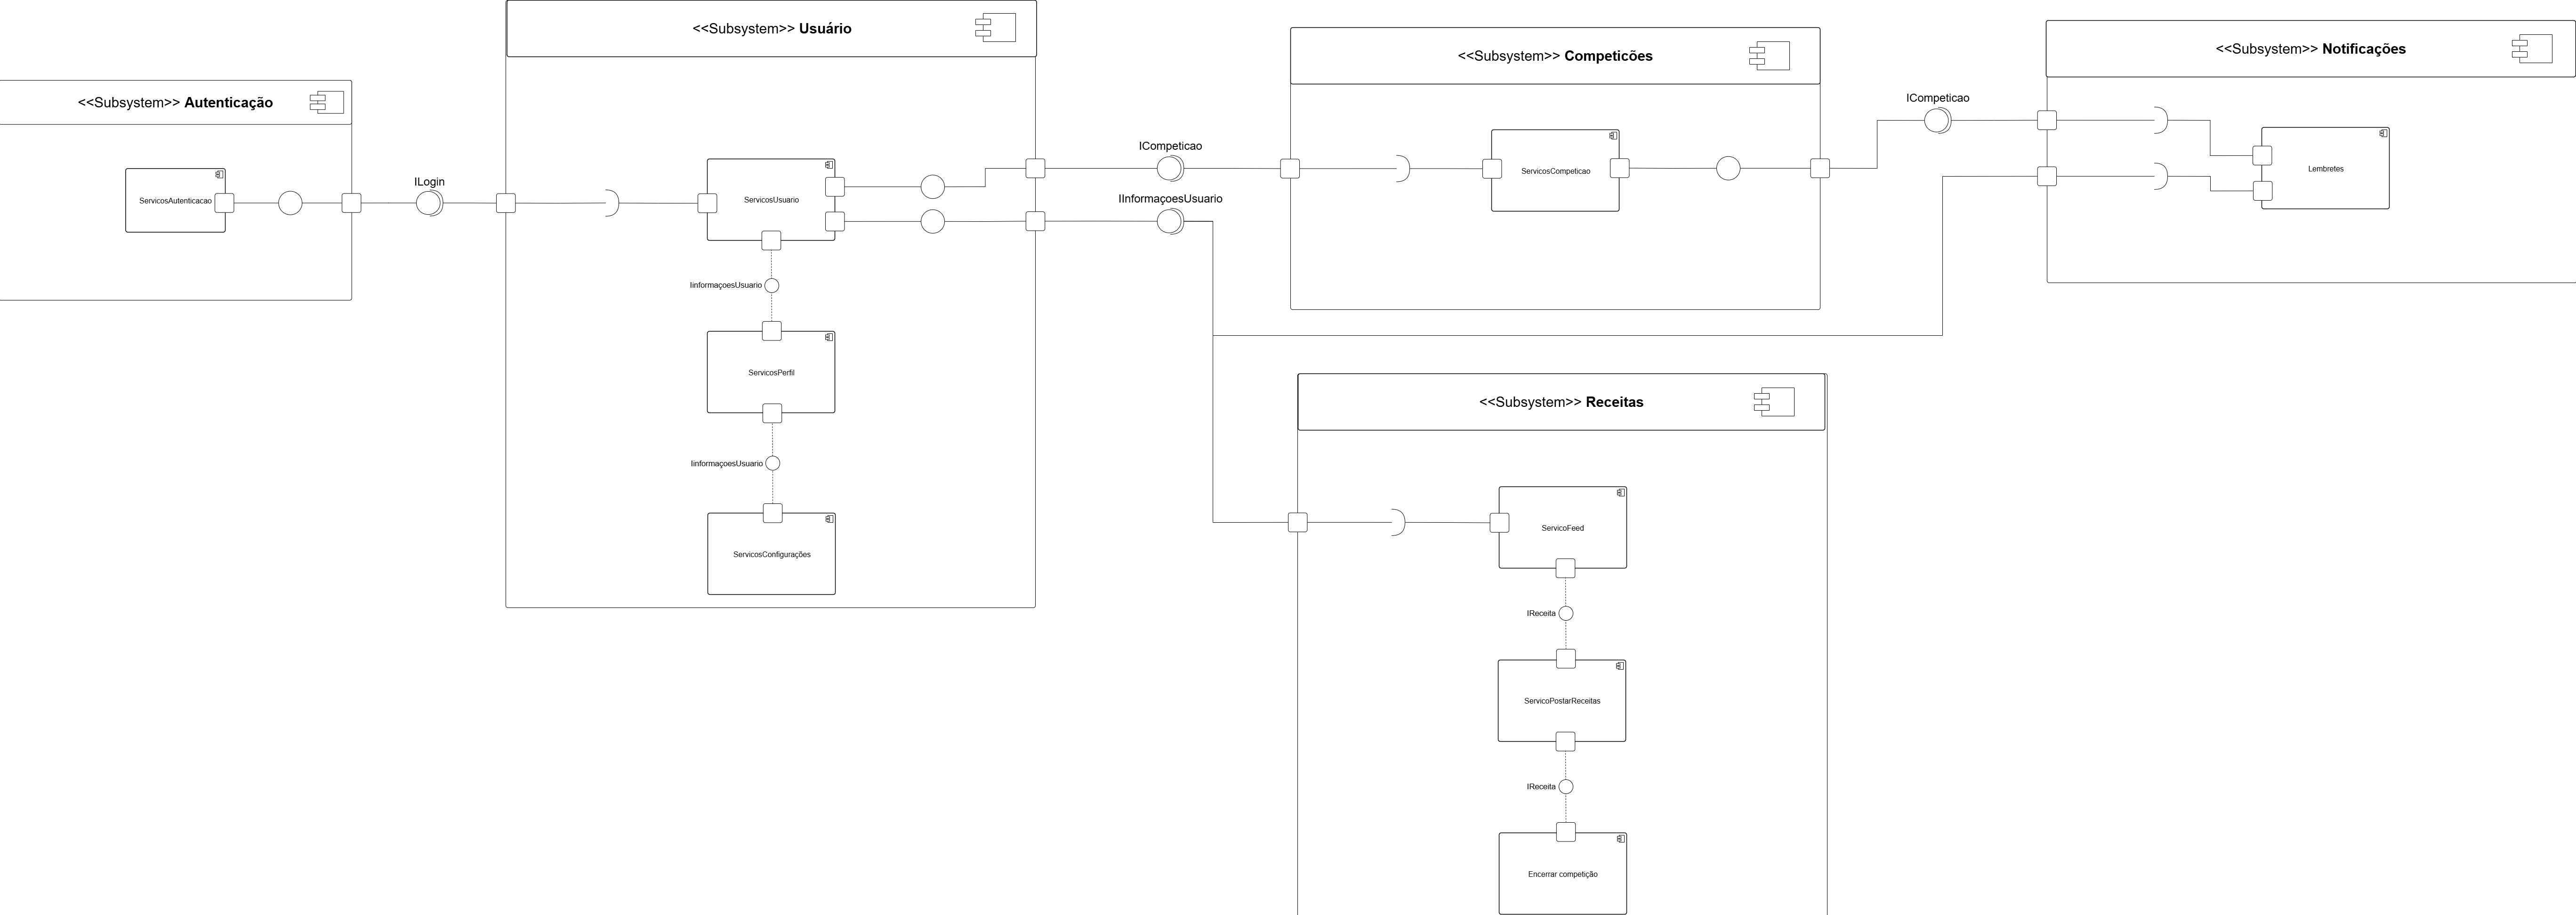 <<Subsystem>> Autenticação
ServicosAutenticacao
ILogin
<<Subsystem>> Usuário
ServicosUsuario
IinformaçoesUsuario
ServicosPerfil
IinformaçoesUsuario
ServicosConfigurações
ICompeticao
IInformaçoesUsuario
<<Subsystem>> Competicões
ServicosCompeticao
ICompeticao
<<Subsystem>> Notificações
Lembretes
<<Subsystem>> Receitas
ServicoFeed
IReceita
ServicoPostarReceitas
IReceita
Encerrar competição